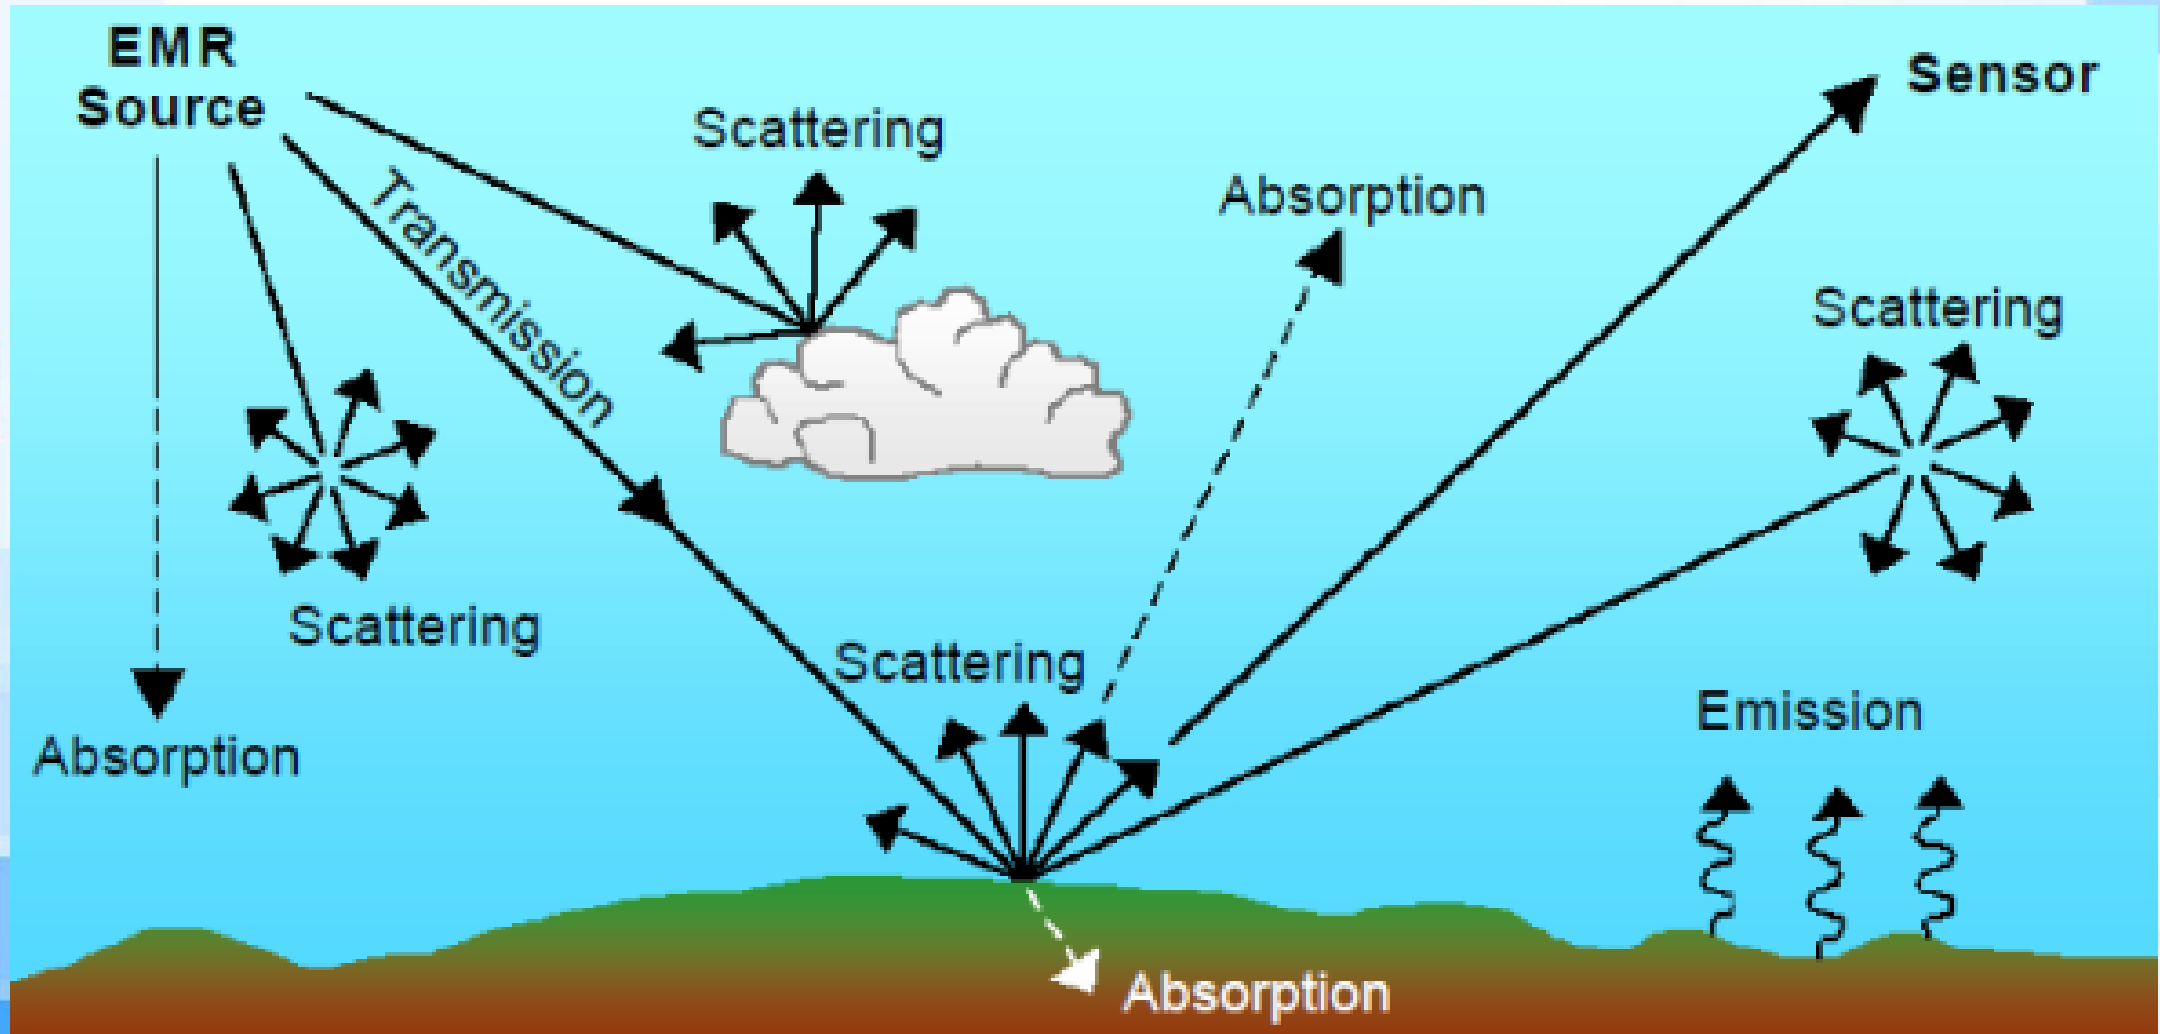 EMR
Source
Sensor
Scattering
Absorption
Transmission
Scattering
Scattering
Scattering
Emission
Absorption
Absorption